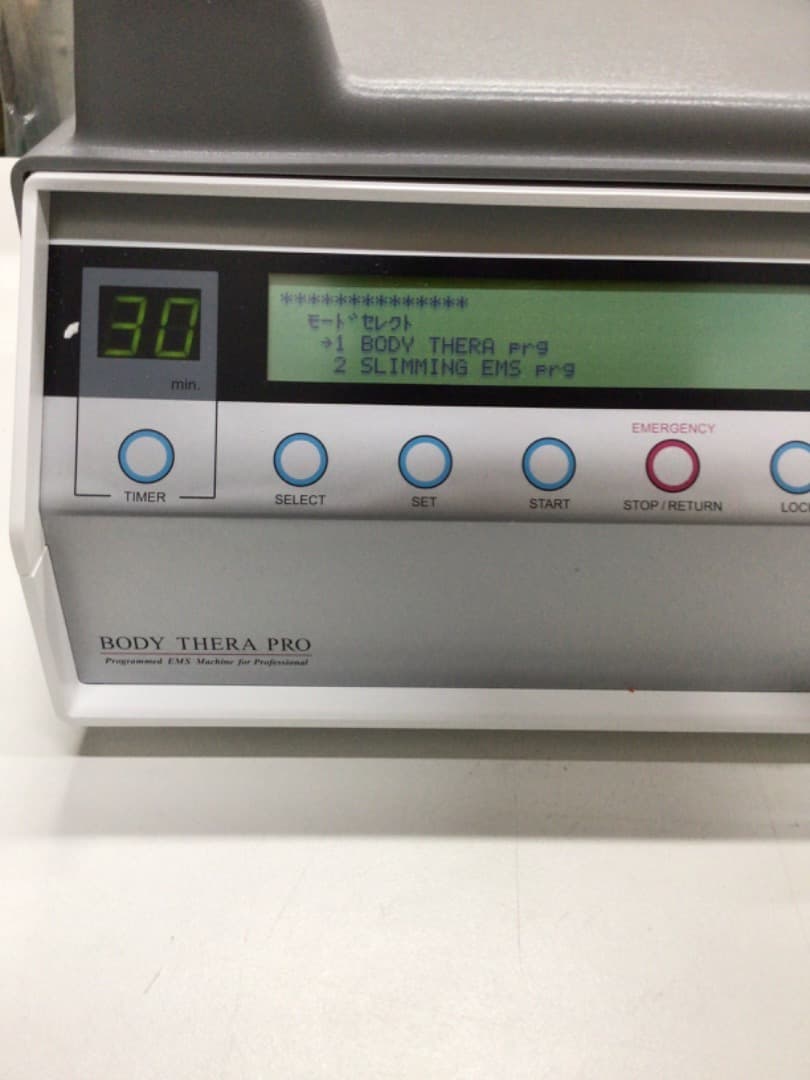 30
min.
**************
モードセレクト
→1 BODY THERA prg
2 SLIMMING EMS prg
TIMER
SELECT
SET
START
EMERGENCY
STOP / RETURN
BODY THERA PRO
Programmed EMS Machine for Professional